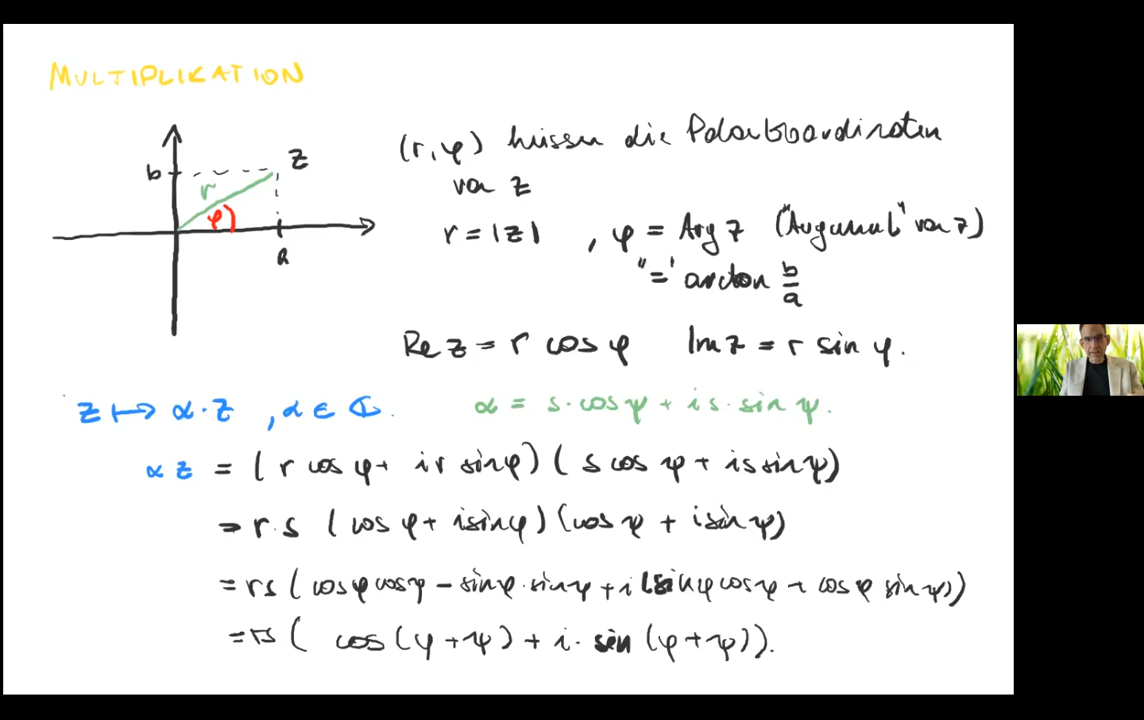 MULTIPLIKATION
b
r
φ
z
a
(r, φ) heissen die Polarkoordinaten
von z
r = |z| , φ = Arg z ("Argument" von z)
"=" arctan b/a
Re z = r cos φ Im z = r sin φ.
z ↦ α·z , α ∈ ℂ. α = s·cos ψ + i s·sin ψ.
α z = (r cos φ + i r sin φ) (s cos ψ + i s sin ψ)
= r·s (cos φ + i sin φ) (cos ψ + i sin ψ)
= rs (cos φ cos ψ − sin φ · sin ψ + i (sin φ cos ψ + cos φ sin ψ))
= rs ( cos (φ + ψ) + i· sin (φ + ψ)).